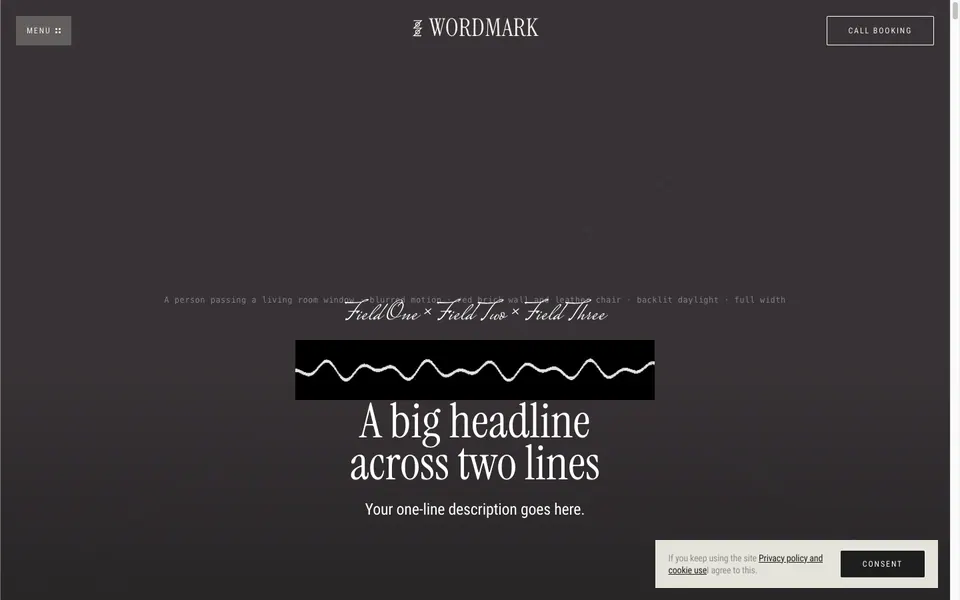 MENU
WORDMARK
CALL BOOKING
A person passing a living room window · blurred motion · red brick wall and leather chair · backlit daylight · full width
Field One × Field Two × Field Three
A big headline
across two lines
Your one-line description goes here.
If you keep using the site Privacy policy and
cookie useI agree to this.
CONSENT